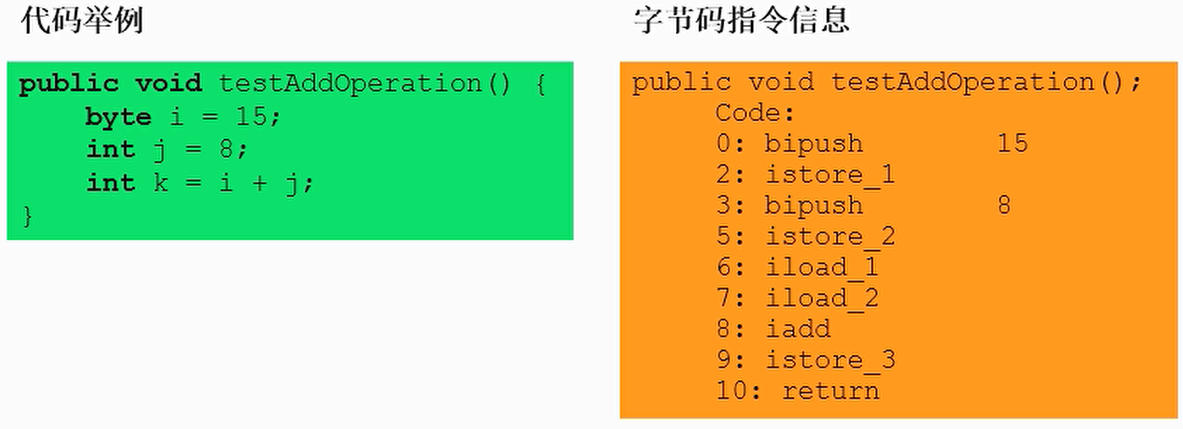 代码举例
public void testAddOperation() {
    byte i = 15;
    int j = 8;
    int k = i + j;
}
字节码指令信息
public void testAddOperation();
     Code:
     0: bipush        15
     2: istore_1
     3: bipush        8
     5: istore_2
     6: iload_1
     7: iload_2
     8: iadd
     9: istore_3
     10: return